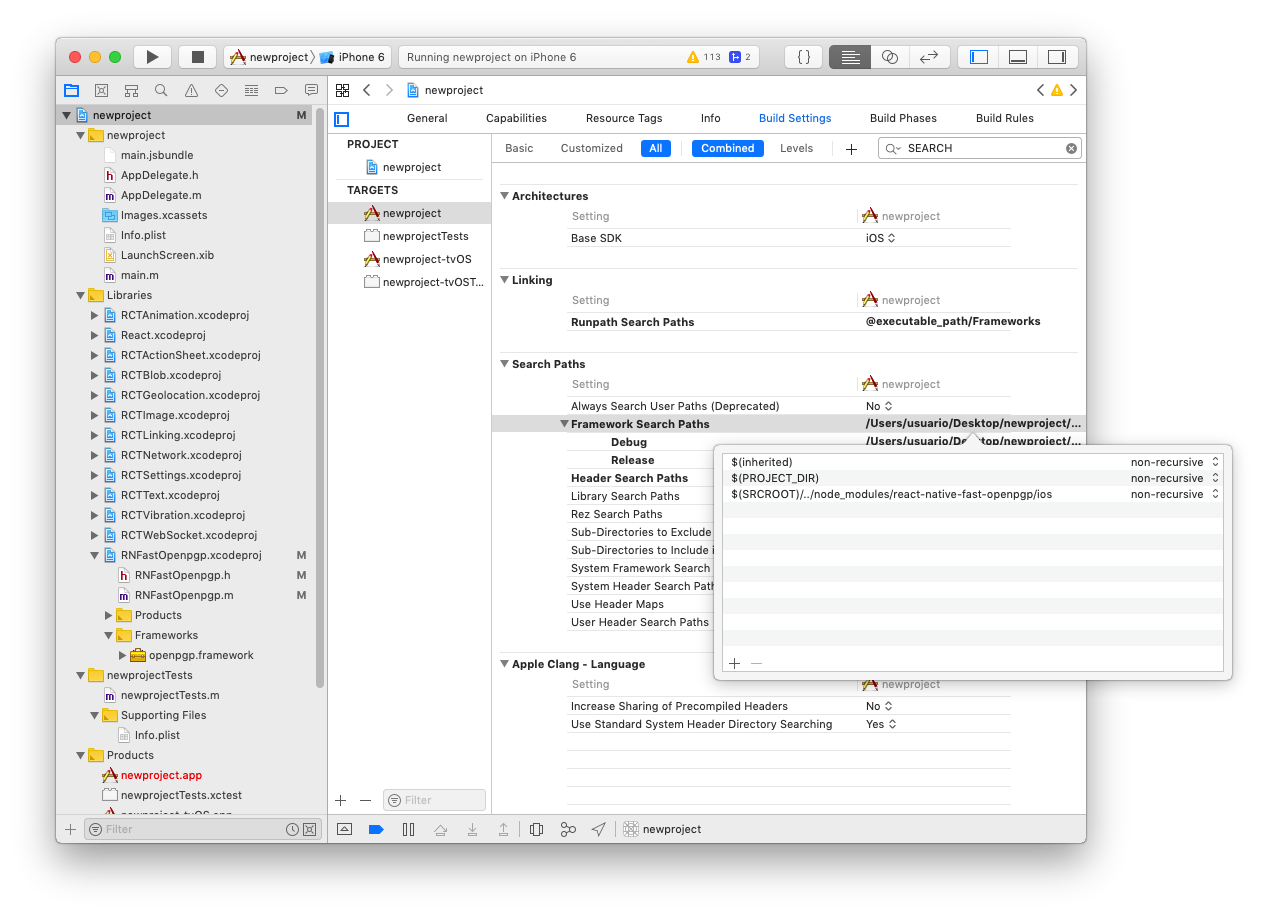 newproject iPhone 6 Running newproject on iPhone 6 113 2 { }
newproject
General Capabilities Resource Tags Info Build Settings Build Phases Build Rules
newproject M
newproject
main.jsbundle
AppDelegate.h
AppDelegate.m
Images.xcassets
Info.plist
LaunchScreen.xib
main.m
Libraries
RCTAnimation.xcodeproj
React.xcodeproj
RCTActionSheet.xcodeproj
RCTBlob.xcodeproj
RCTGeolocation.xcodeproj
RCTImage.xcodeproj
RCTLinking.xcodeproj
RCTNetwork.xcodeproj
RCTSettings.xcodeproj
RCTText.xcodeproj
RCTVibration.xcodeproj
RCTWebSocket.xcodeproj
RNFastOpenpgp.xcodeproj M
RNFastOpenpgp.h M
RNFastOpenpgp.m M
Products
Frameworks
openpgp.framework
newprojectTests
newprojectTests.m
Supporting Files
Info.plist
Products
newproject.app
newprojectTests.xctest
newproject-tvOS.app
Filter
PROJECT
newproject
TARGETS
newproject
newprojectTests
newproject-tvOS
newproject-tvOST...
Filter
Basic Customized All Combined Levels SEARCH
Architectures
Setting newproject
Base SDK iOS
Linking
Setting newproject
Runpath Search Paths @executable_path/Frameworks
Search Paths
Setting newproject
Always Search User Paths (Deprecated) No
Framework Search Paths /Users/usuario/Desktop/newproject/...
Debug /Users/usuario/Desktop/newproject/...
Release
Header Search Paths
Library Search Paths
Rez Search Paths
Sub-Directories to Exclude
Sub-Directories to Include i
System Framework Search
System Header Search Path
Use Header Maps
User Header Search Paths
$(inherited) non-recursive
$(PROJECT_DIR) non-recursive
$(SRCROOT)/../node_modules/react-native-fast-openpgp/ios non-recursive
Apple Clang - Language
Setting newproject
Increase Sharing of Precompiled Headers No
Use Standard System Header Directory Searching Yes
newproject